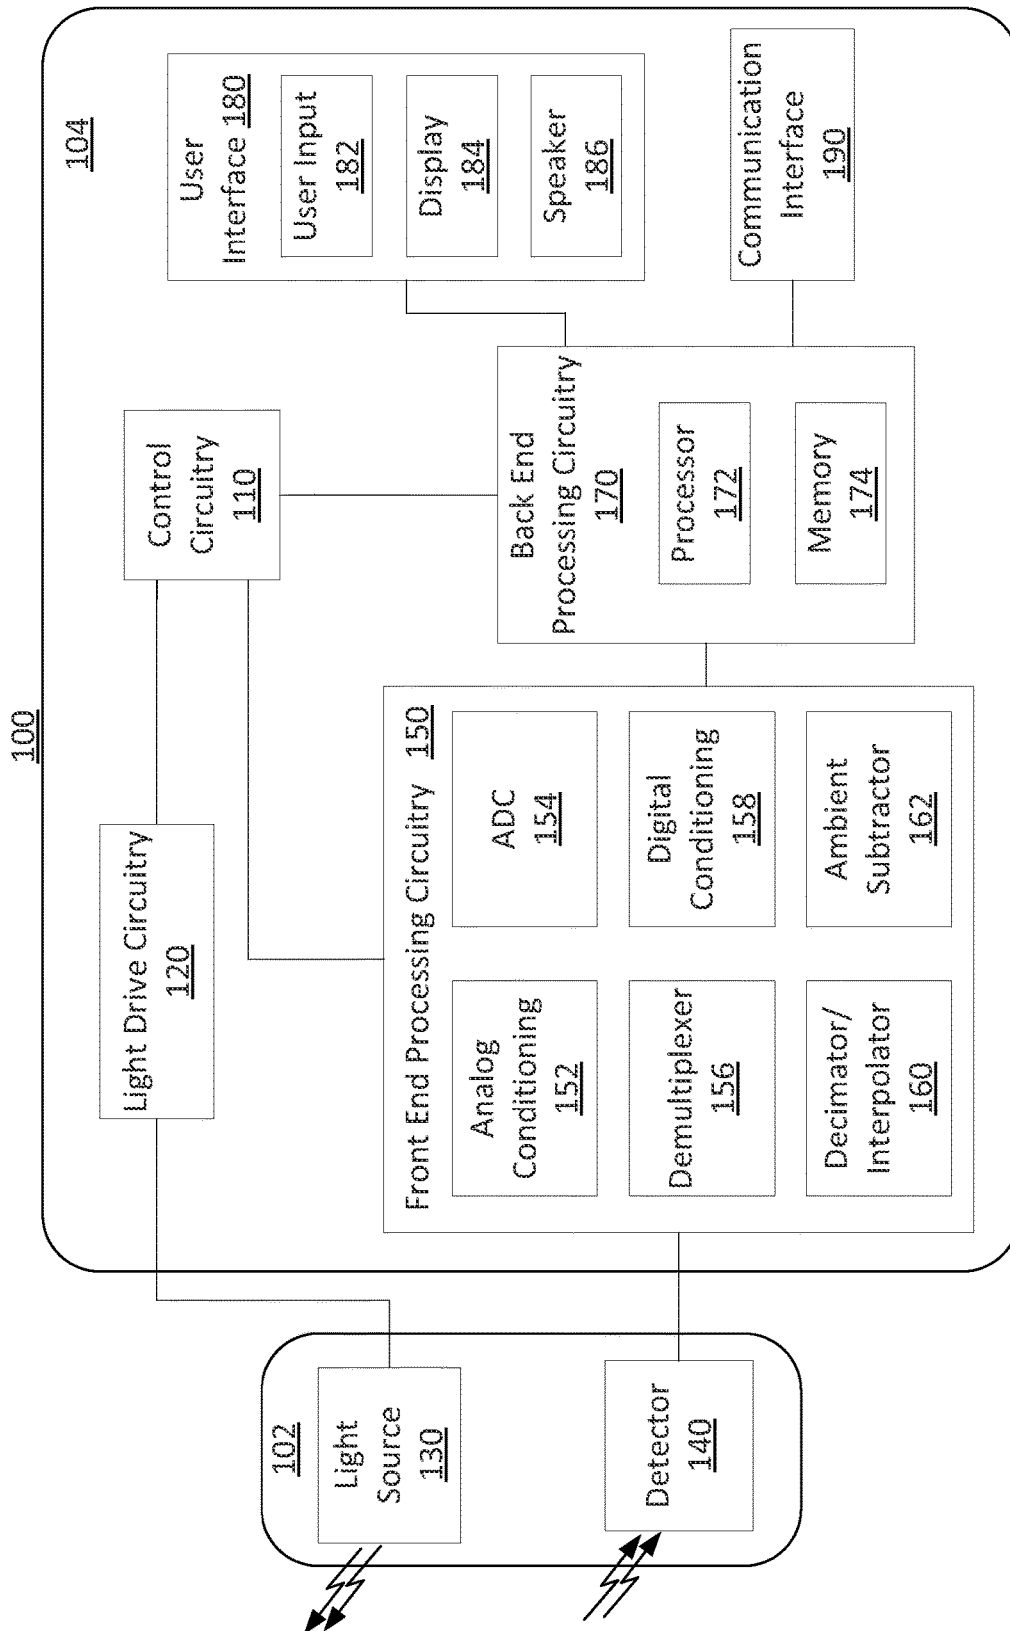 100
104
102
Light
Source
130
Detector
140
Light Drive Circuitry
120
Control
Circuitry
110
Front End Processing Circuitry 150
Analog
Conditioning
152
ADC
154
Demultiplexer
156
Digital
Conditioning
158
Decimator/
Interpolator
160
Ambient
Subtractor
162
Back End
Processing Circuitry
170
Processor
172
Memory
174
User
Interface 180
User Input
182
Display
184
Speaker
186
Communication
Interface
190